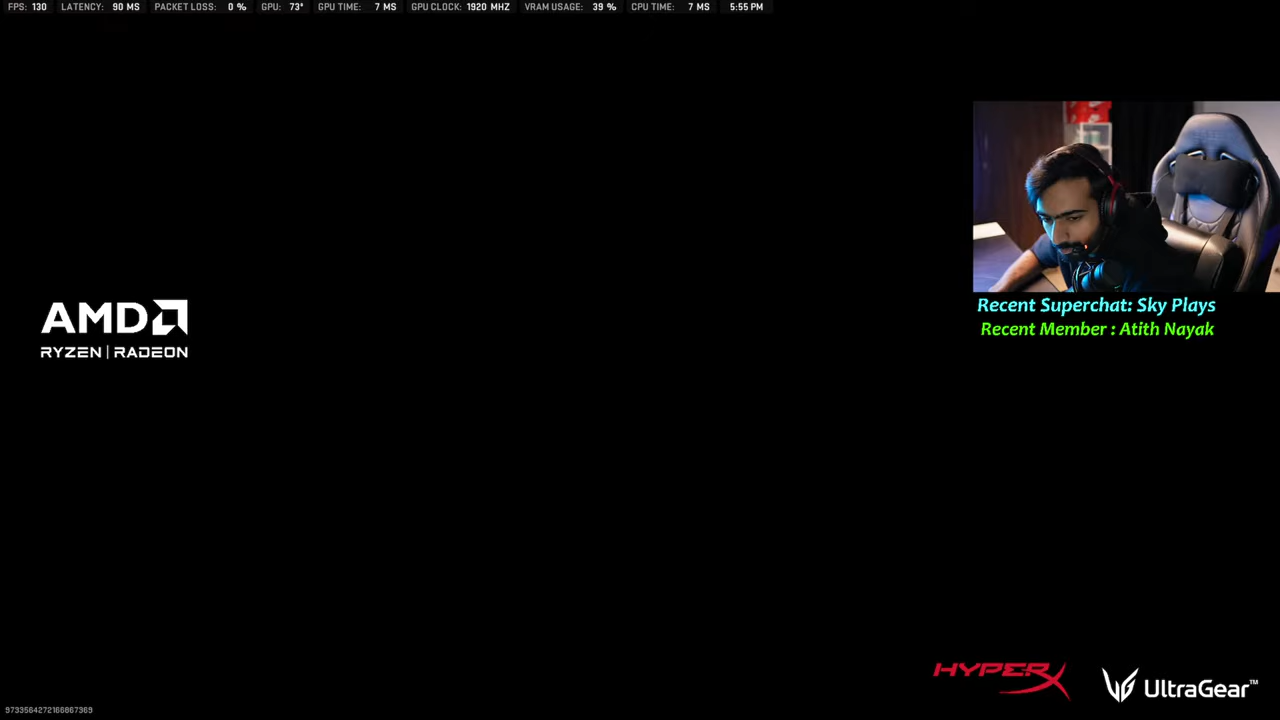 FPS: 130 LATENCY: 90 MS PACKET LOSS: 0 % GPU: 73° GPU TIME: 7 MS GPU CLOCK: 1920 MHZ VRAM USAGE: 39 % CPU TIME: 7 MS 5:55 PM
AMD
RYZEN | RADEON
Recent Superchat: Sky Plays
Recent Member : Atith Nayak
HYPERX
UltraGear™
9733564272166867369